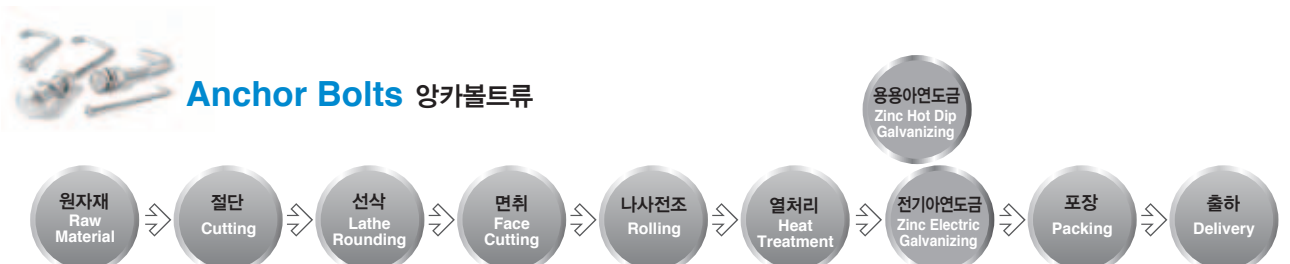 Anchor Bolts 앙카볼트류
용융아연도금
Zinc Hot Dip
Galvanizing
원자재
Raw
Material
절단
Cutting
선삭
Lathe
Rounding
면취
Face
Cutting
나사전조
Rolling
열처리
Heat
Treatment
전기아연도금
Zinc Electric
Galvanizing
포장
Packing
출하
Delivery